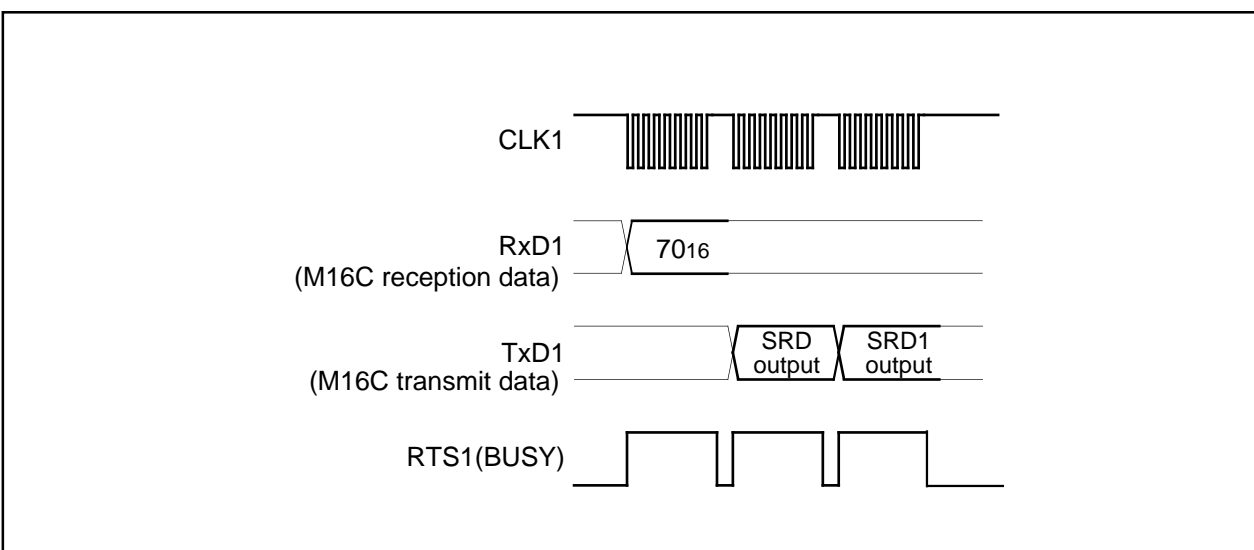 CLK1
RxD1
(M16C reception data)
7016
TxD1
(M16C transmit data)
SRD
output
SRD1
output
RTS1(BUSY)